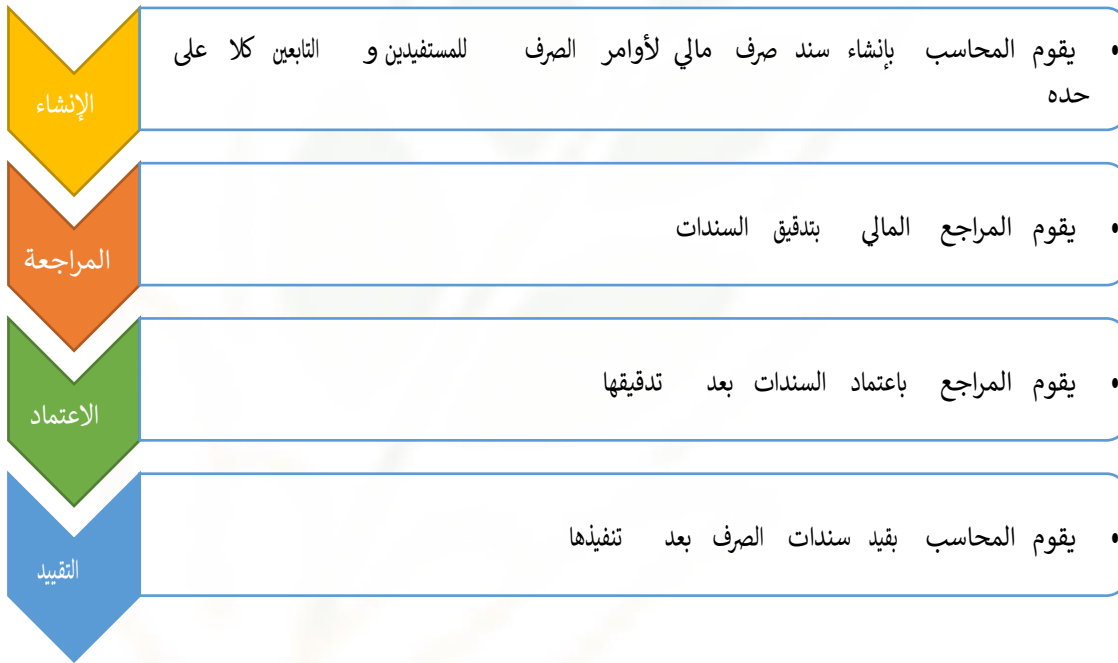 الإنشاء
• يقوم المحاسب بإنشاء سند صرف مالي لأوامر الصرف للمستفيدين و التابعين كلا على
حده
المراجعة
• يقوم المراجع المالي بتدقيق السندات
الاعتماد
• يقوم المراجع باعتماد السندات بعد تدقيقها
التقييد
• يقوم المحاسب بقيد سندات الصرف بعد تنفيذها